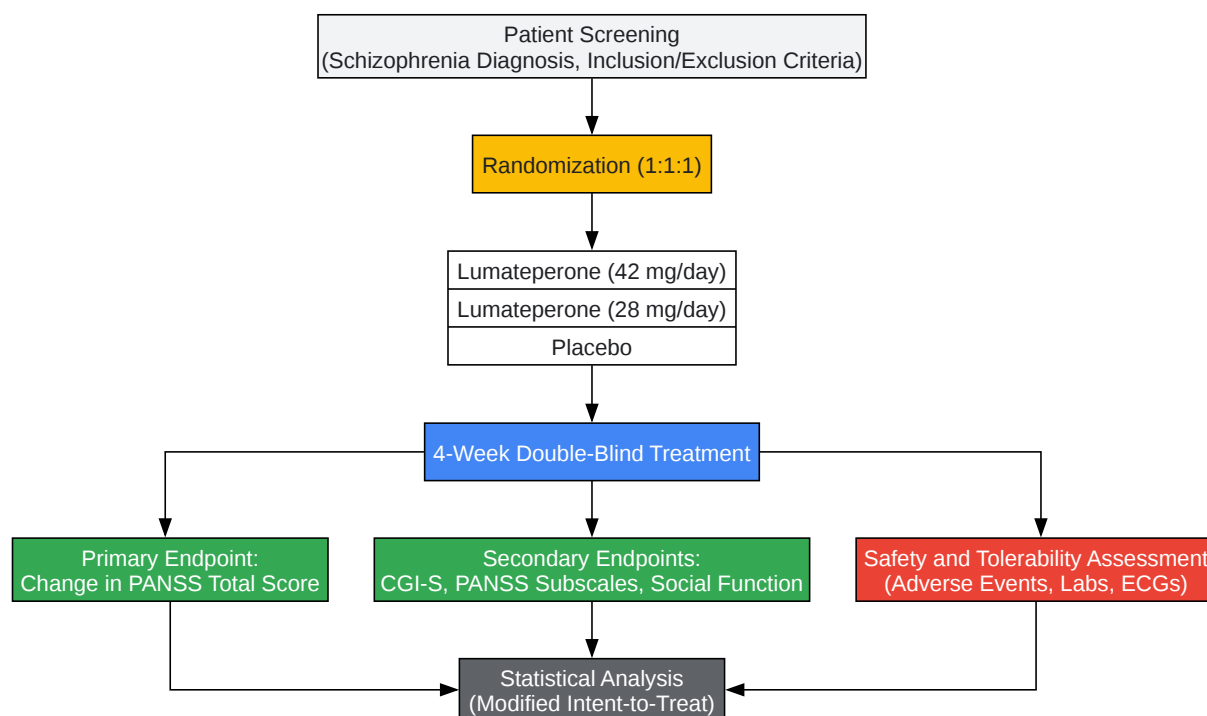 Patient Screening
(Schizophrenia Diagnosis, Inclusion/Exclusion Criteria)
Randomization (1:1:1)
Lumateperone (42 mg/day)
Lumateperone (28 mg/day)
Placebo
4-Week Double-Blind Treatment
Primary Endpoint:
Change in PANSS Total Score
Secondary Endpoints:
CGI-S, PANSS Subscales, Social Function
Safety and Tolerability Assessment
(Adverse Events, Labs, ECGs)
Statistical Analysis
(Modified Intent-to-Treat)